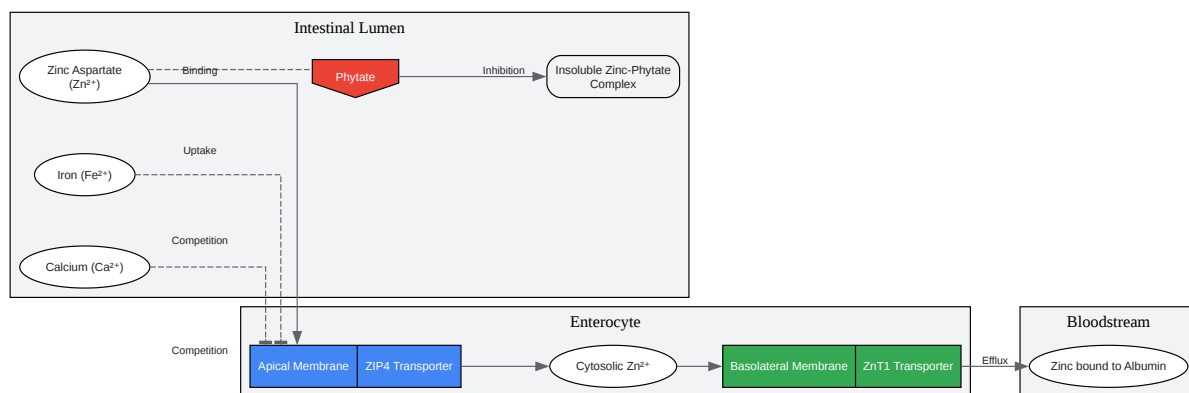 Intestinal Lumen
Zinc Aspartate
(Zn²⁺)
Binding
Phytate
Inhibition
Insoluble Zinc-Phytate
Complex
Uptake
Iron (Fe²⁺)
Competition
Calcium (Ca²⁺)
Enterocyte
Bloodstream
Competition
Apical Membrane
ZIP4 Transporter
Cytosolic Zn²⁺
Basolateral Membrane
ZnT1 Transporter
Efflux
Zinc bound to Albumin